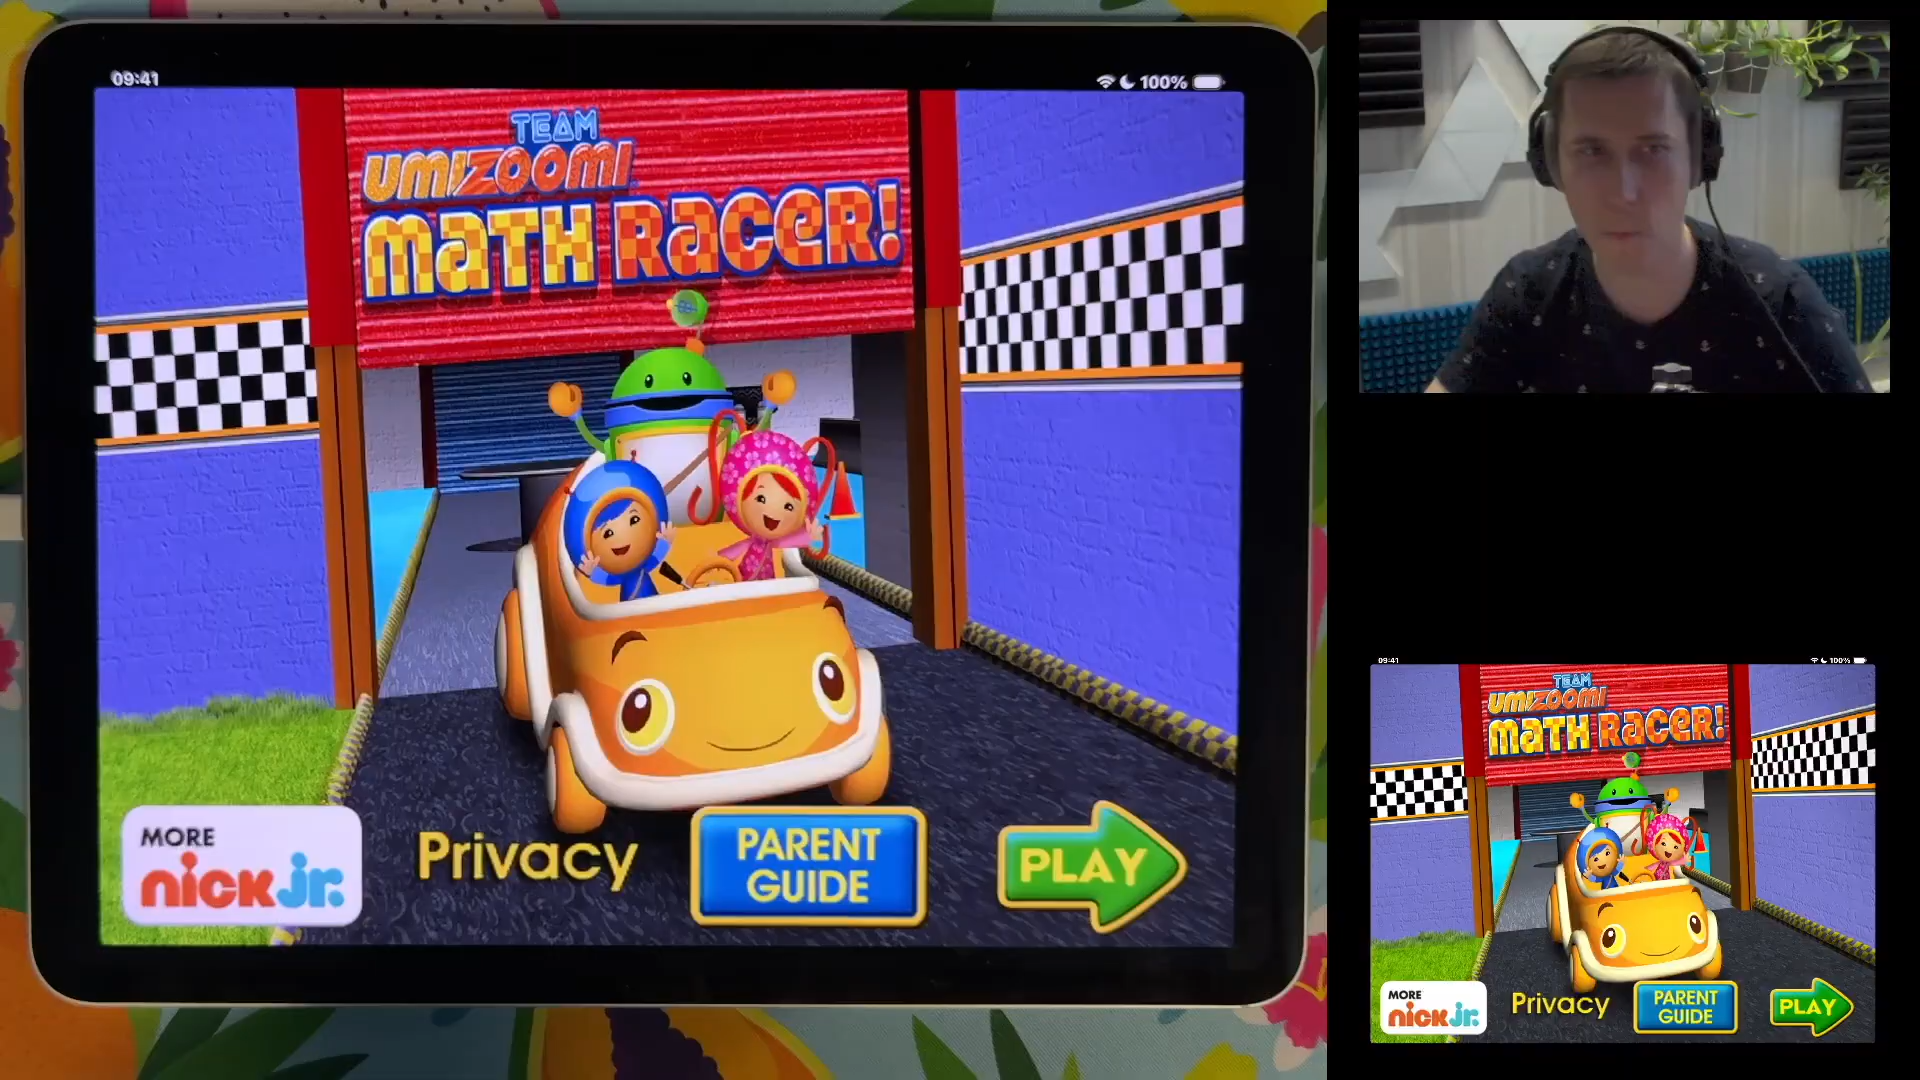 09:41
100%
TEAM
UMIZOOMI
MATH RACER!
MORE
nick jr.
Privacy
PARENT
GUIDE
PLAY
09:41
100%
TEAM
UMIZOOMI
MATH RACER!
MORE
nick jr.
Privacy
PARENT
GUIDE
PLAY